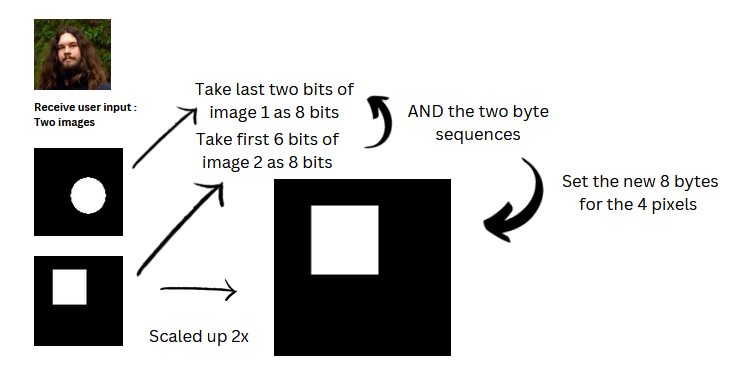 Receive user input :
Two images
Take last two bits of
image 1 as 8 bits
Take first 6 bits of
image 2 as 8 bits
AND the two byte
sequences
Set the new 8 bytes
for the 4 pixels
Scaled up 2x